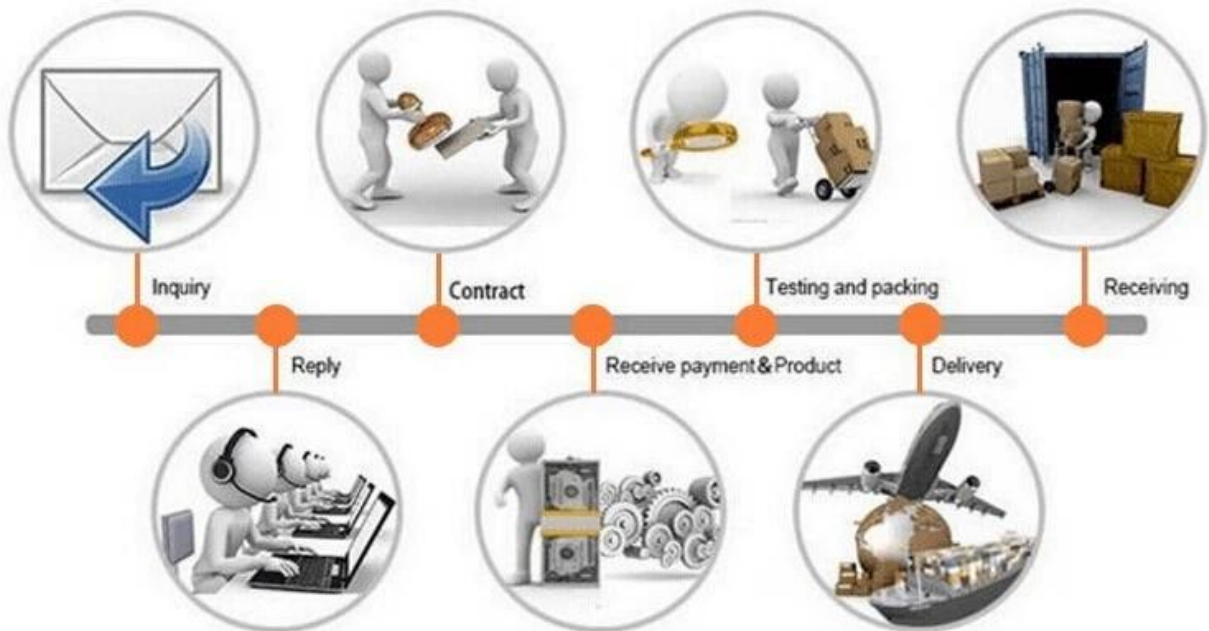 Inquiry
Reply
Contract
Receive payment&Product
Testing and packing
Delivery
Receiving